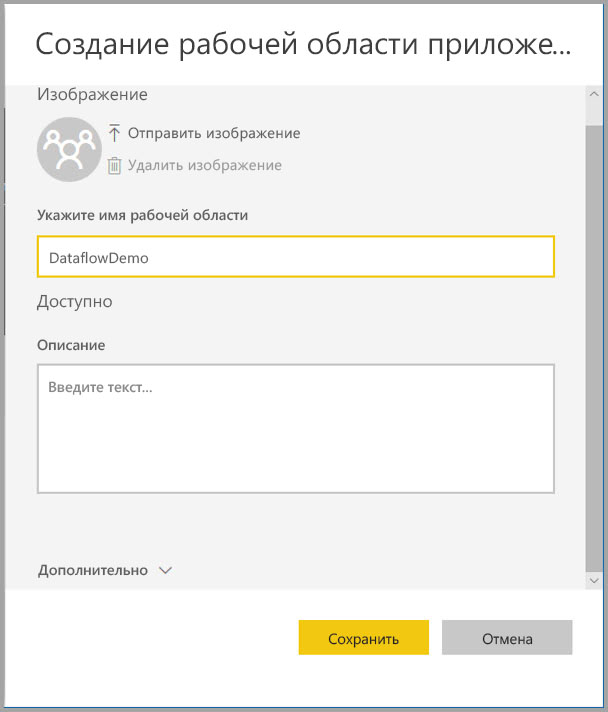 Создание рабочей области приложе...
Изображение
Отправить изображение
Удалить изображение
Укажите имя рабочей области
DataflowDemo
Доступно
Описание
Введите текст...
Дополнительно
Сохранить
Отмена